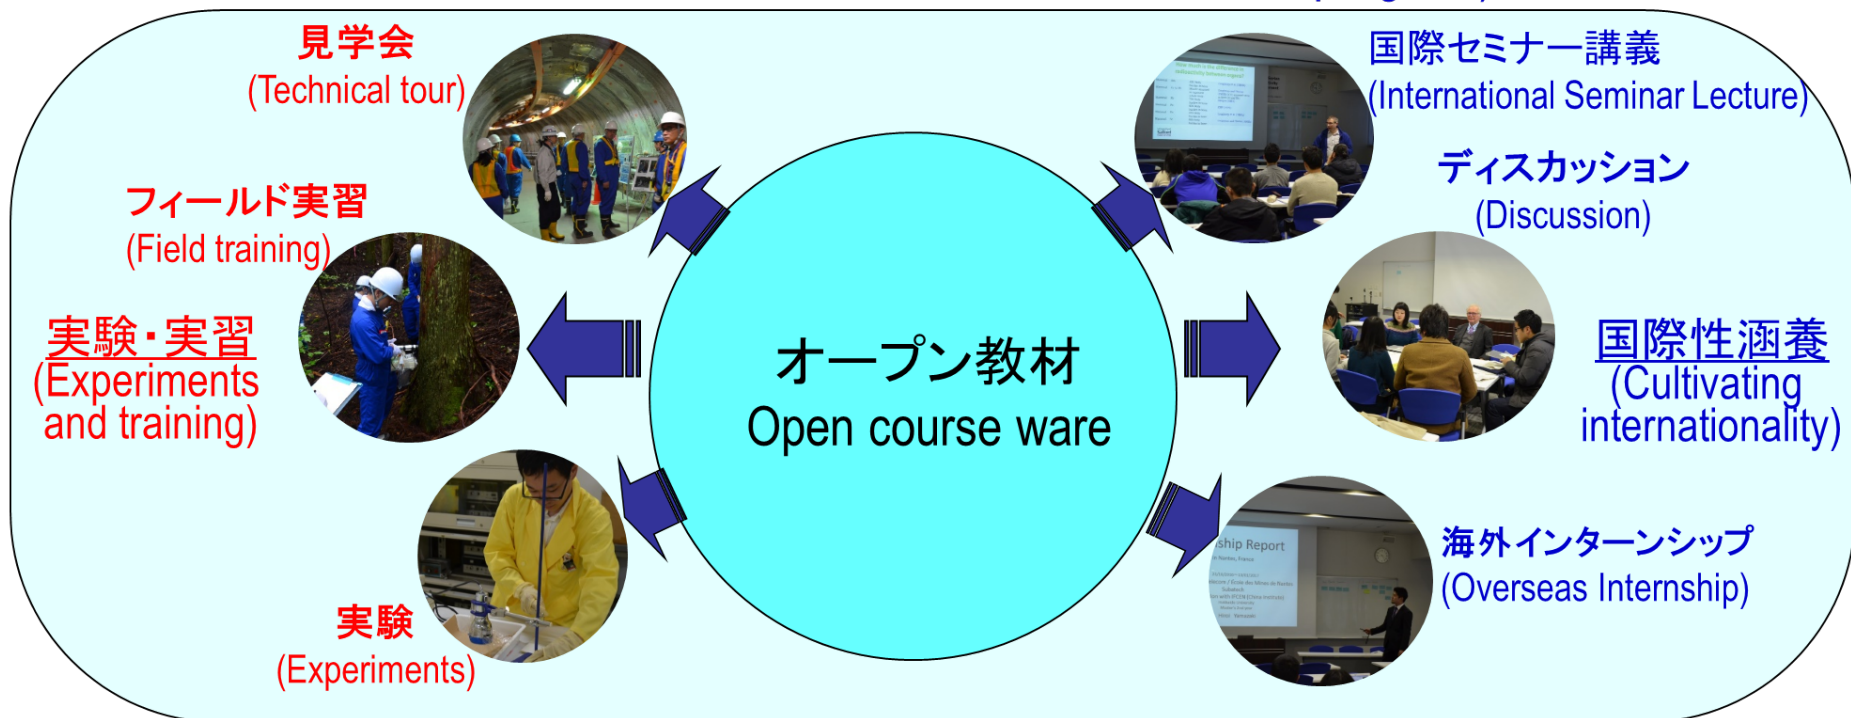 見学会
(Technical tour)
フィールド実習
(Field training)
実験・実習
(Experiments
and training)
実験
(Experiments)
オープン教材
Open course ware
国際セミナー講義
(International Seminar Lecture)
ディスカッション
(Discussion)
国際性涵養
(Cultivating
internationality)
海外インターンシップ
(Overseas Internship)
ship Report
Nantes, France